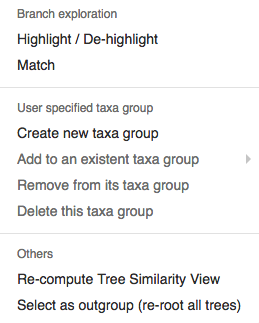 Branch exploration
Highlight / De-highlight
Match
User specified taxa group
Create new taxa group
Add to an existent taxa group
Remove from its taxa group
Delete this taxa group
Others
Re-compute Tree Similarity View
Select as outgroup (re-root all trees)